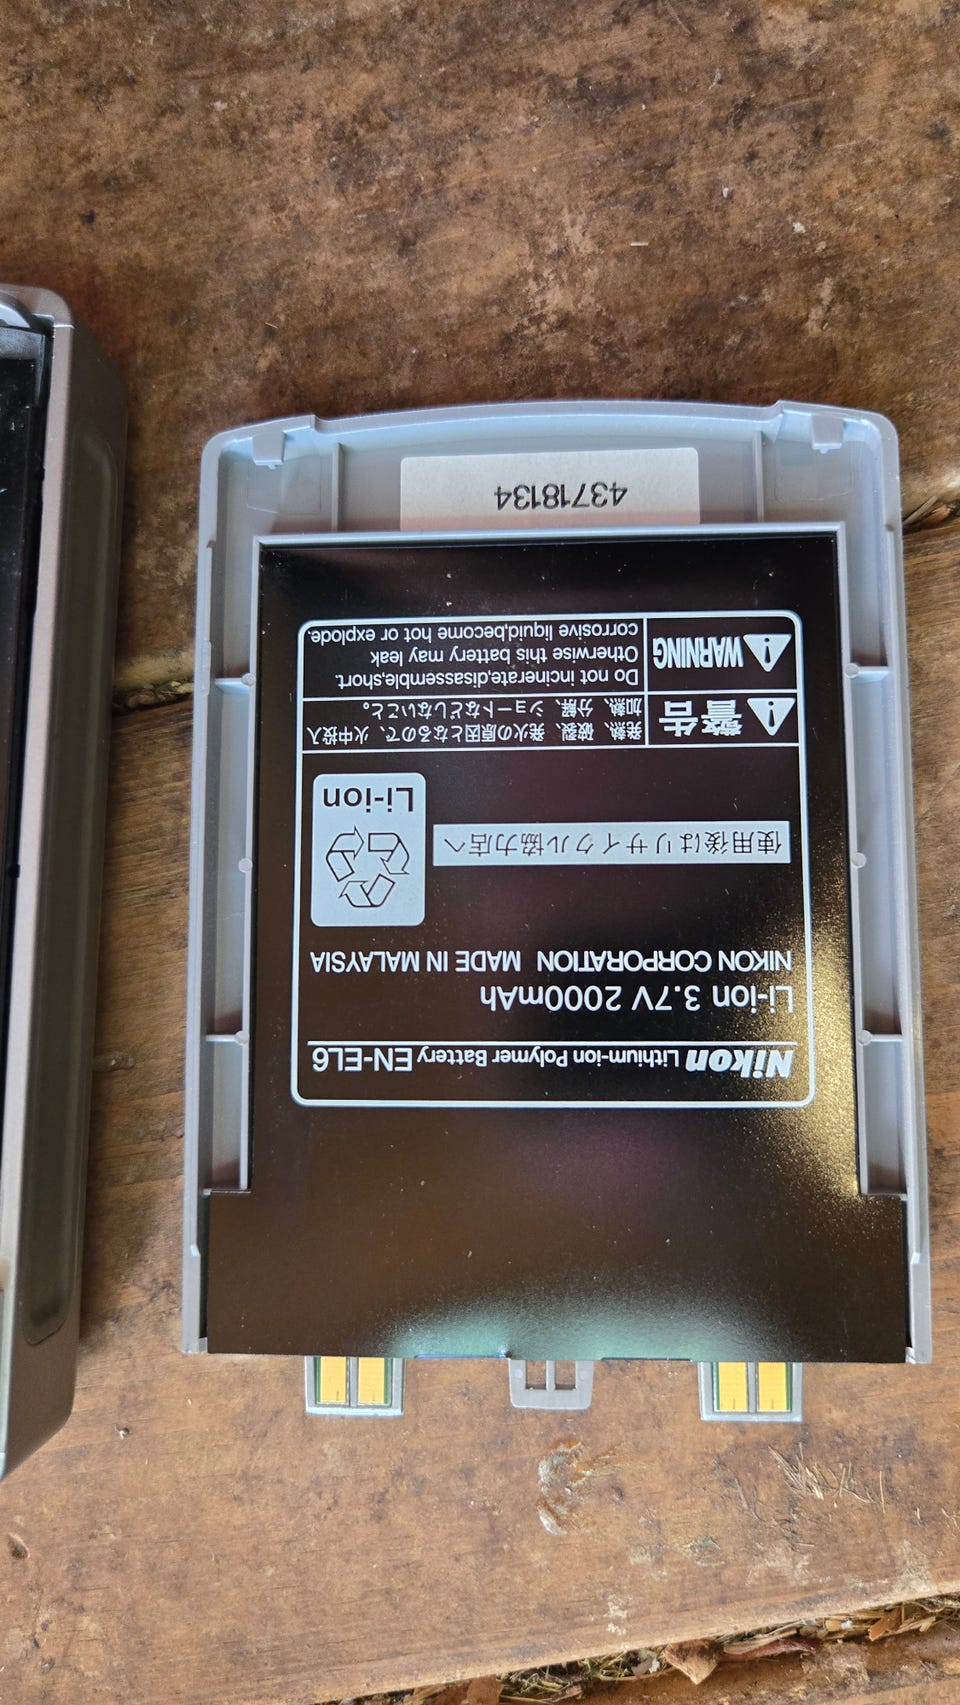 Nikon Lithium-ion Polymer Battery EN-EL6
Li-ion 3.7V 2000mAh
NIKON CORPORATION MADE IN MALAYSIA
使用後はリサイクル協力店へ
Li-ion
警告
発熱、破裂、発火の原因となるので、火中投入
加熱、分解、ショートなどしないこと。
WARNING
Do not incinerate,disassemble,short.
Otherwise this battery may leak
corrosive liquid,become hot or explode.
43718134